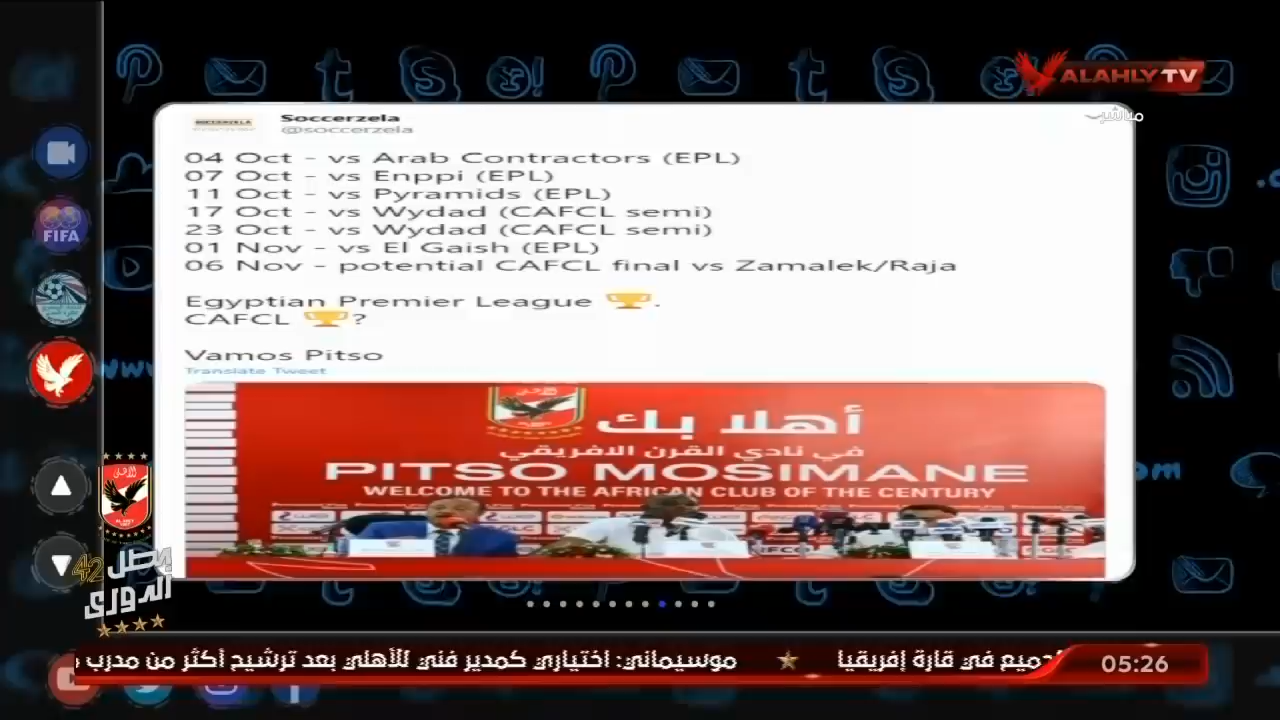 ALAHLY TV
مباشر
Soccerzela
@soccerzela
04 Oct - vs Arab Contractors (EPL)
07 Oct - vs Enppi (EPL)
11 Oct - vs Pyramids (EPL)
17 Oct - vs Wydad (CAFCL semi)
23 Oct - vs Wydad (CAFCL semi)
01 Nov - vs El Gaish (EPL)
06 Nov - potential CAFCL final vs Zamalek/Raja
Egyptian Premier League 🏆.
CAFCL 🏆?
Vamos Pitso
Translate Tweet
أهلا بك
في نادي القرن الافريقي
PITSO MOSIMANE
WELCOME TO THE AFRICAN CLUB OF THE CENTURY
FIFA
بطل
الدوري 42
موسيماني: اختياري كمدير فني للأهلي بعد ترشيح أكثر من مدرب
في قارة إفريقيا
05:26